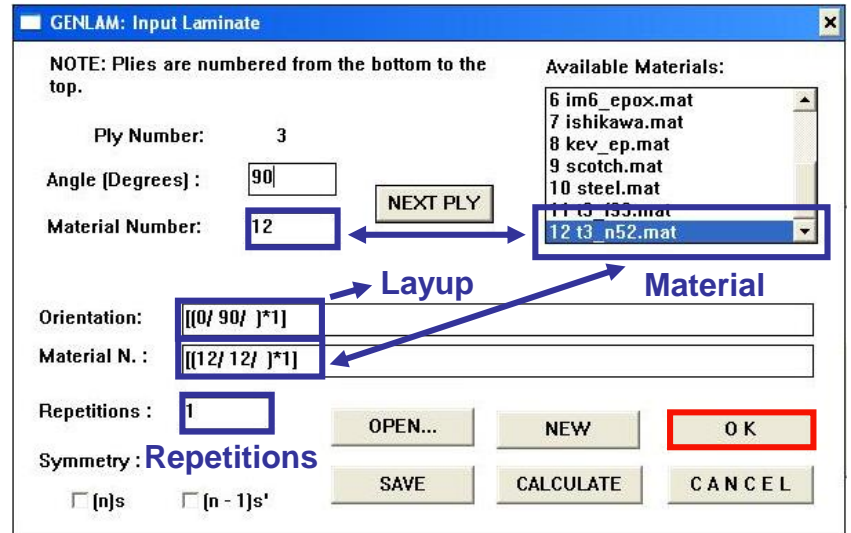 GENLAM: Input Laminate
NOTE: Plies are numbered from the bottom to the
top.
Available Materials:
6 im6_epox.mat
7 ishikawa.mat
8 kev_ep.mat
9 scotch.mat
10 steel.mat
12 t3_n52.mat
Ply Number: 3
Angle (Degrees) : 90
NEXT PLY
Material Number: 12
Layup
Material
Orientation: [(0/ 90/ )*1]
Material N. : [(12/ 12/ )*1]
Repetitions : 1
Repetitions
OPEN... NEW O K
Symmetry :
SAVE CALCULATE C A N C E L
(n)s (n - 1)s'